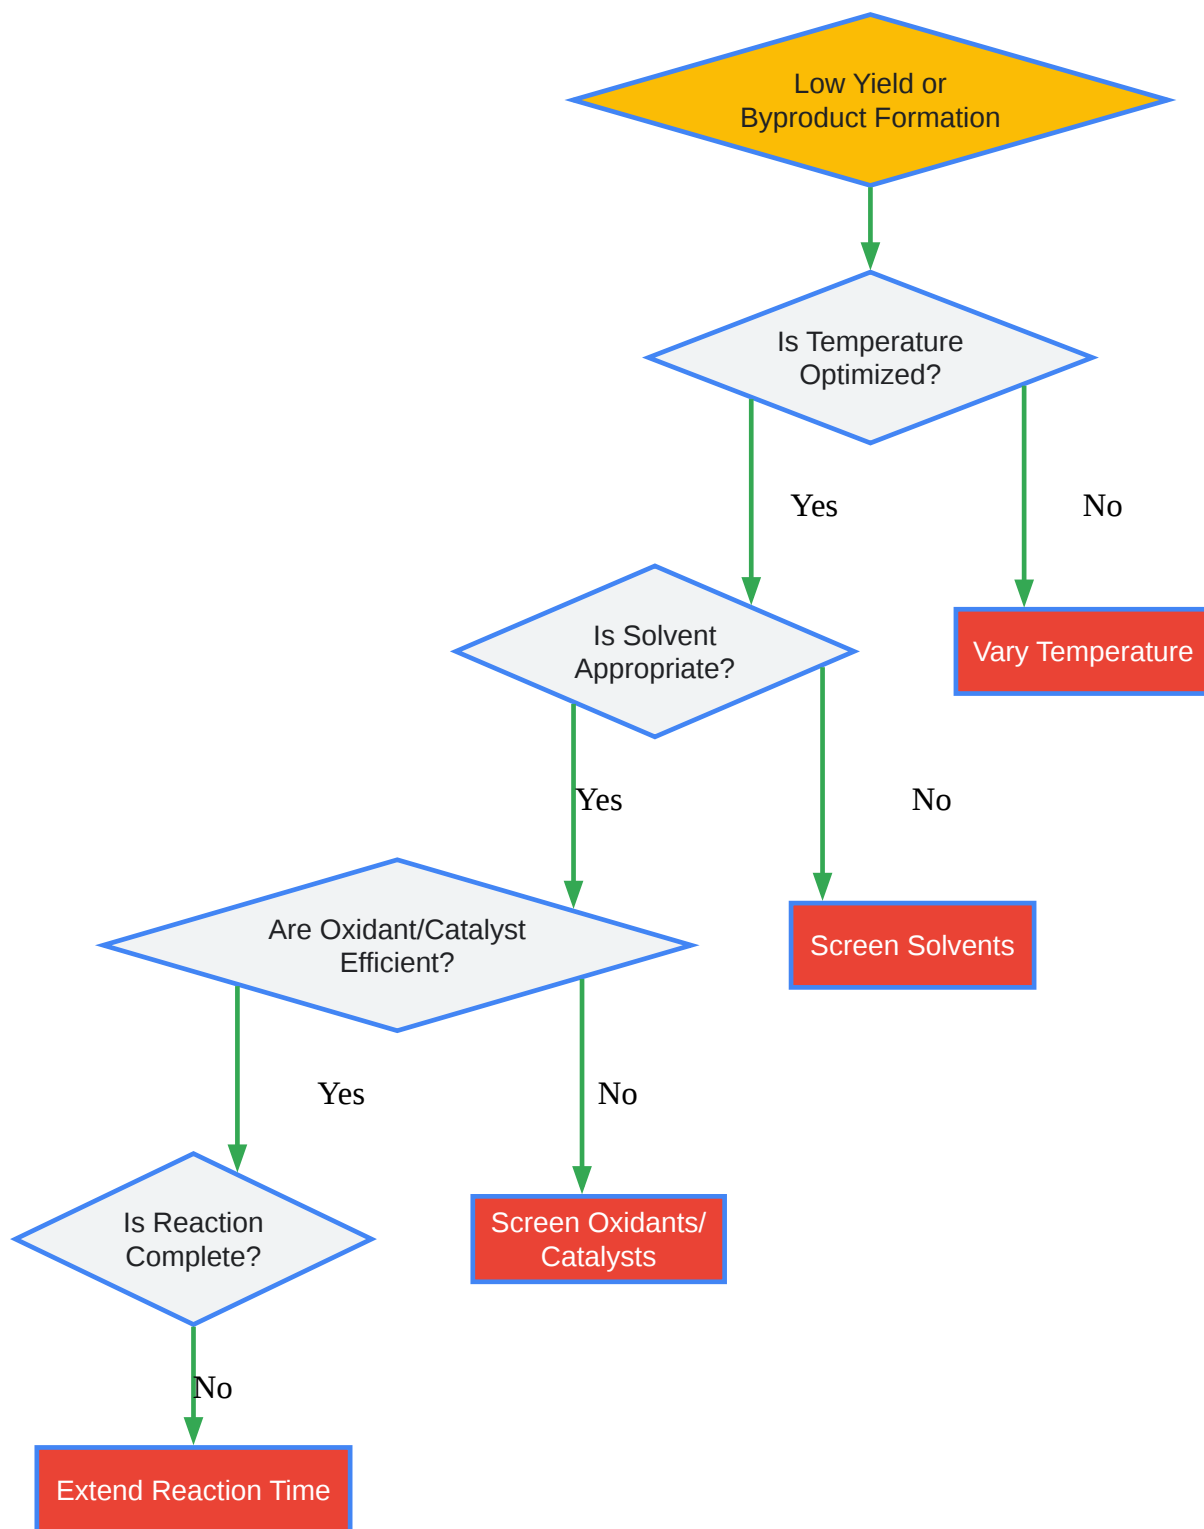 Low Yield or
Byproduct Formation
Is Temperature
Optimized?
Yes
No
Is Solvent
Appropriate?
Vary Temperature
Yes
No
Are Oxidant/Catalyst
Efficient?
Screen Solvents
Yes
No
Is Reaction
Complete?
Screen Oxidants/
Catalysts
No
Extend Reaction Time